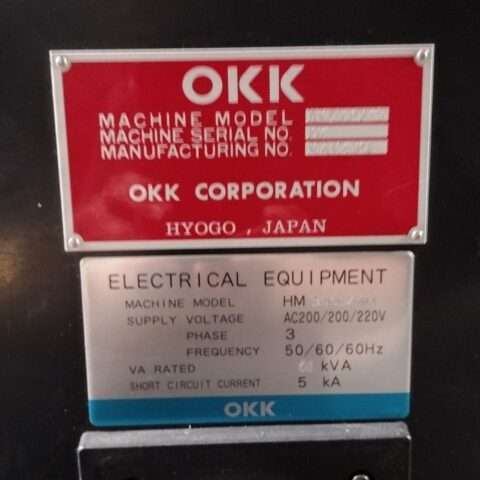 OKK
MACHINE MODEL
MACHINE SERIAL NO.
MANUFACTURING NO.
OKK CORPORATION
HYOGO , JAPAN
ELECTRICAL EQUIPMENT
MACHINE MODEL HM
SUPPLY VOLTAGE AC200/200/220V
PHASE 3
FREQUENCY 50/60/60Hz
VA RATED kVA
SHORT CIRCUIT CURRENT 5 kA
OKK